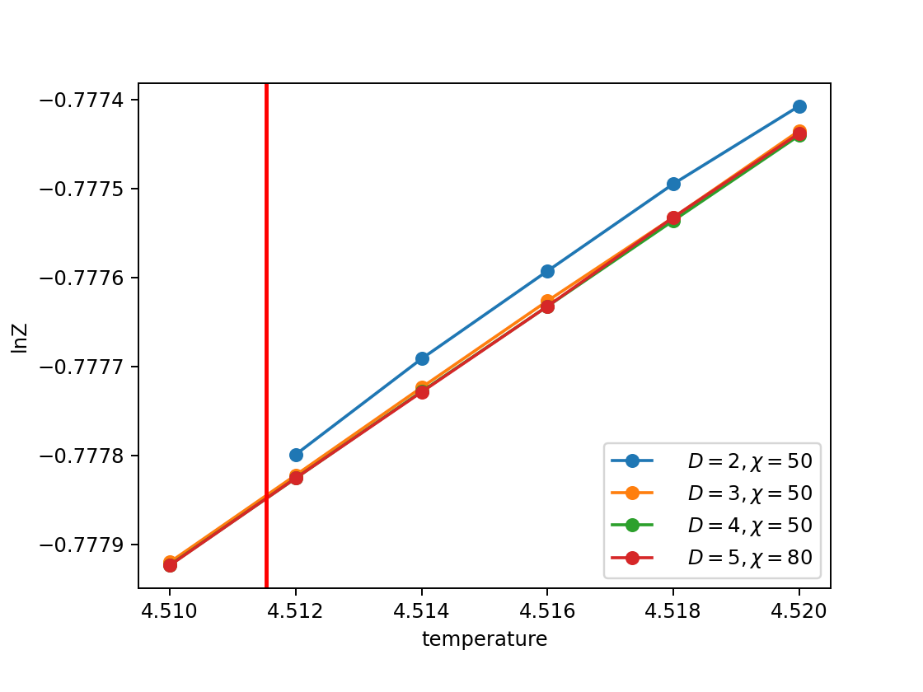 −0.7774
−0.7775
−0.7776
−0.7777
−0.7778
−0.7779
lnZ
4.510 4.512 4.514 4.516 4.518 4.520
temperature
D = 2, χ = 50
D = 3, χ = 50
D = 4, χ = 50
D = 5, χ = 80